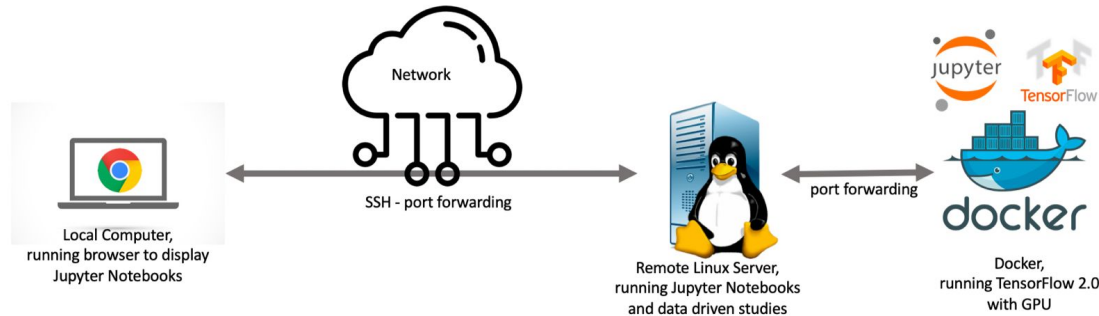 Network
jupyter
TensorFlow
SSH - port forwarding
port forwarding
docker
Local Computer,
running browser to display
Jupyter Notebooks
Remote Linux Server,
running Jupyter Notebooks
and data driven studies
Docker,
running TensorFlow 2.0
with GPU